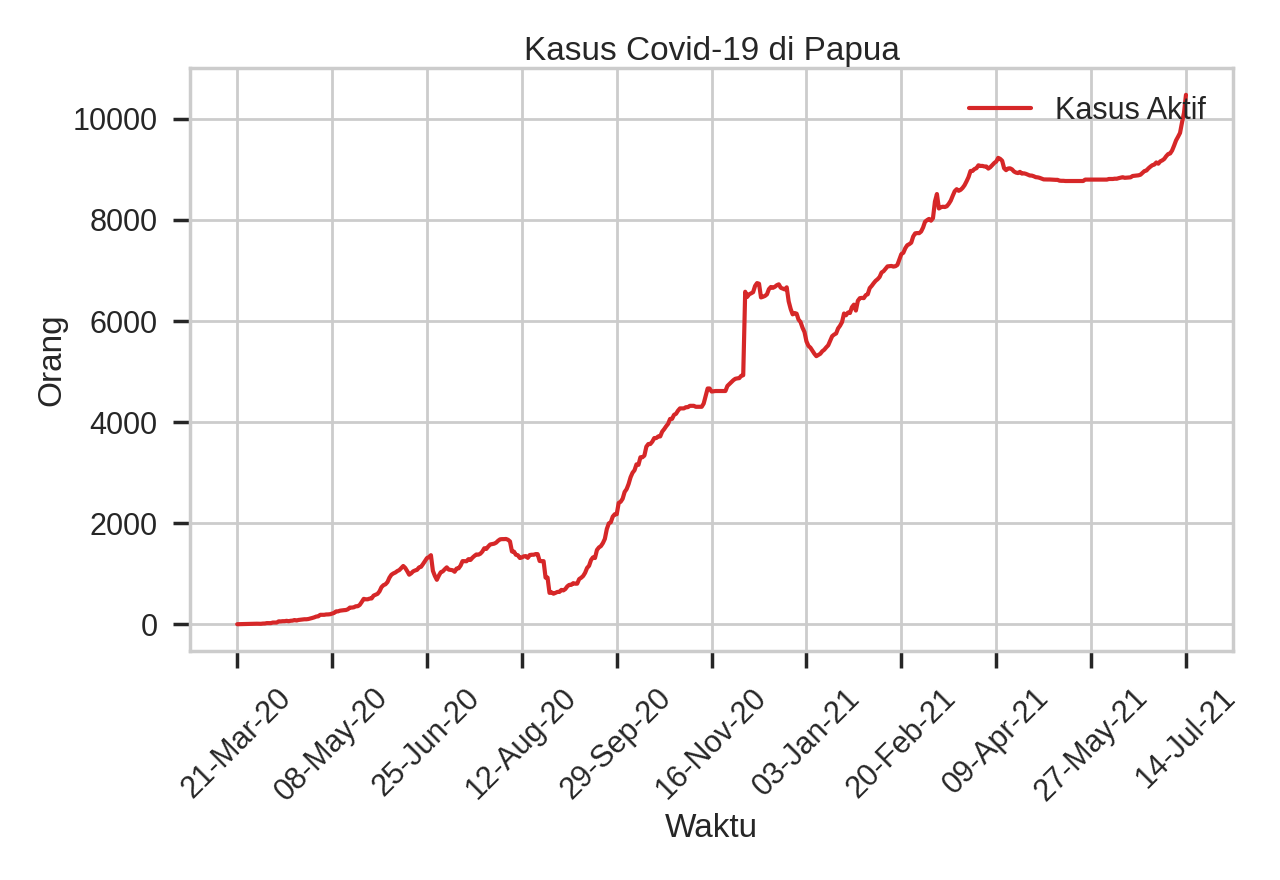 Kasus Covid-19 di Papua
Kasus Aktif
10000
8000
6000
4000
2000
0
Orang
21-Mar-20
08-May-20
25-Jun-20
12-Aug-20
29-Sep-20
16-Nov-20
03-Jan-21
20-Feb-21
09-Apr-21
27-May-21
14-Jul-21
Waktu